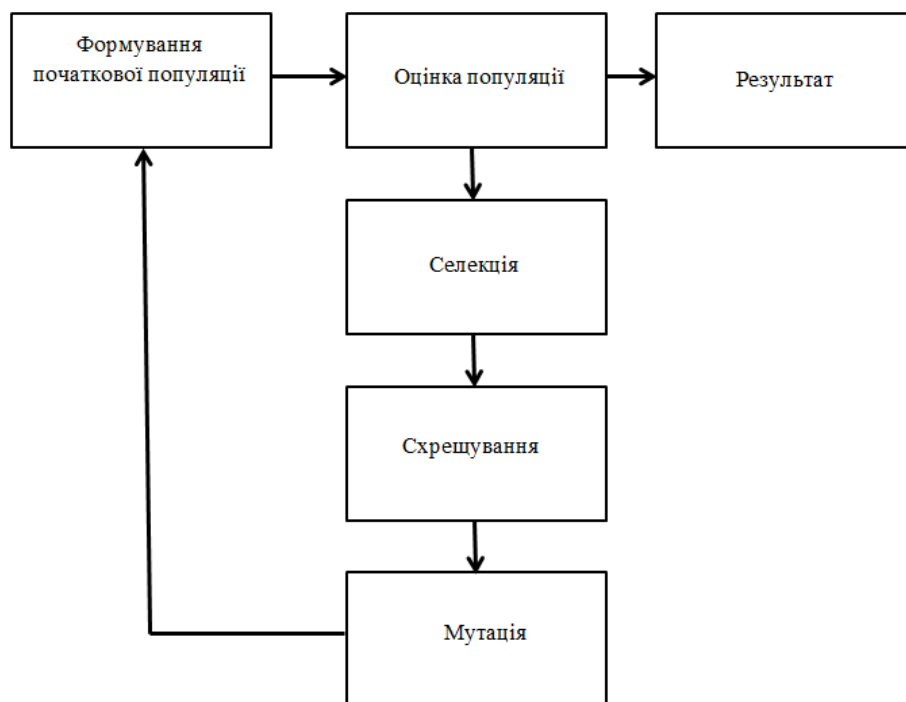 Формування
початкової популяції
Оцінка популяції
Результат
Селекція
Схрещування
Мутація